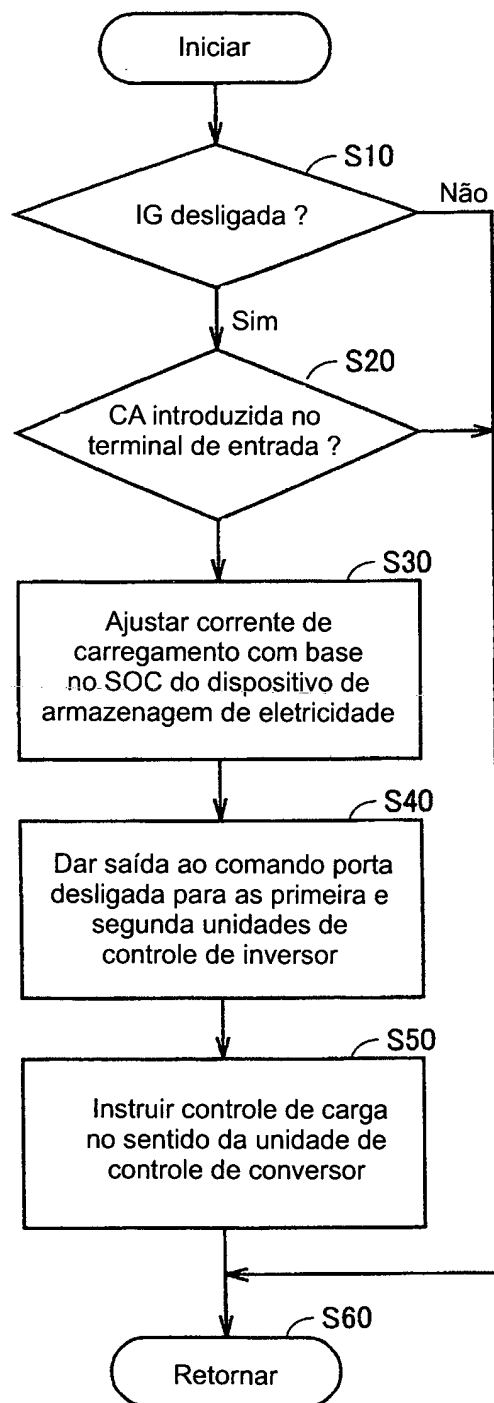 Iniciar
S10
IG desligada ?
Não
Sim
S20
CA introduzida no
terminal de entrada ?
S30
Ajustar corrente de
carregamento com base
no SOC do dispositivo de
armazenagem de eletricidade
S40
Dar saída ao comando porta
desligada para as primeira e
segunda unidades de
controle de inversor
S50
Instruir controle de carga
no sentido da unidade de
controle de conversor
S60
Retornar